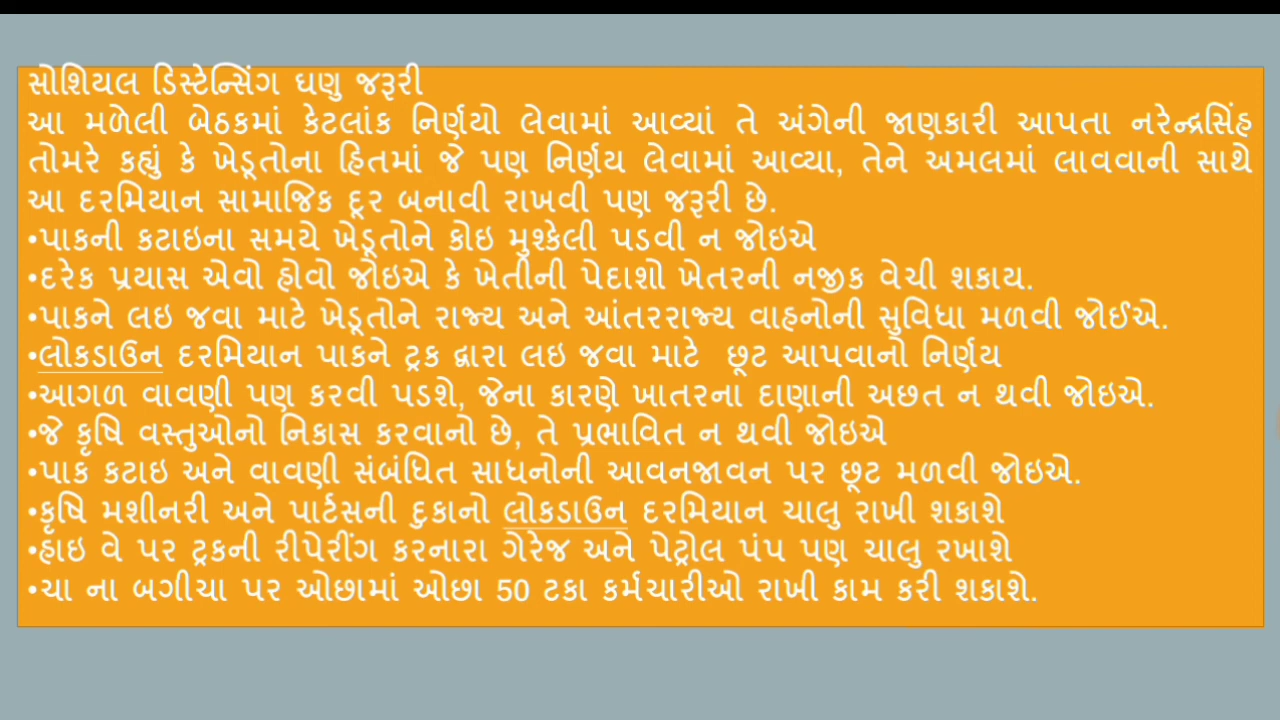 સોશિયલ ડિસ્ટેન્સિંગ ઘણુ જરૂરી
આ મળેલી બેઠકમાં કેટલાંક નિર્ણયો લેવામાં આવ્યાં તે અંગેની જાણકારી આપતા નરેન્દ્રસિંહ
તોમરે કહ્યું કે ખેડૂતોના હિતમાં જે પણ નિર્ણય લેવામાં આવ્યા, તેને અમલમાં લાવવાની સાથે
આ દરમિયાન સામાજિક દૂર બનાવી રાખવી પણ જરૂરી છે.
•પાકની કટાઇના સમયે ખેડૂતોને કોઇ મુશ્કેલી પડવી ન જોઇએ
•દરેક પ્રયાસ એવો હોવો જોઇએ કે ખેતીની પેદાશો ખેતરની નજીક વેચી શકાય.
•પાકને લઇ જવા માટે ખેડૂતોને રાજ્ય અને આંતરરાજ્ય વાહનોની સુવિધા મળવી જોઈએ.
•લોકડાઉન દરમિયાન પાકને ટ્રક દ્વારા લઇ જવા માટે  છૂટ આપવાનો નિર્ણય
•આગળ વાવણી પણ કરવી પડશે, જેના કારણે ખાતરના દાણાની અછત ન થવી જોઇએ.
•જે કૃષિ વસ્તુઓનો નિકાસ કરવાનો છે, તે પ્રભાવિત ન થવી જોઇએ
•પાક કટાઇ અને વાવણી સંબંધિત સાધનોની આવનજાવન પર છૂટ મળવી જોઇએ.
•કૃષિ મશીનરી અને પાર્ટસની દુકાનો લોકડાઉન દરમિયાન ચાલુ રાખી શકાશે
•હાઇ વે પર ટ્રકની રીપેરીંગ કરનારા ગેરેજ અને પેટ્રોલ પંપ પણ ચાલુ રખાશે
•ચા ના બગીચા પર ઓછામાં ઓછા 50 ટકા કર્મચારીઓ રાખી કામ કરી શકાશે.